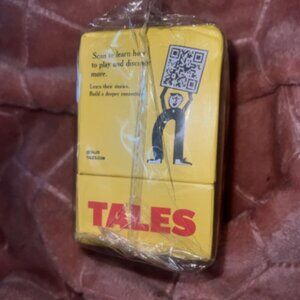 Scan to learn how
to play and discover
more.
Learn their stories.
Build a deeper connection.
TALES